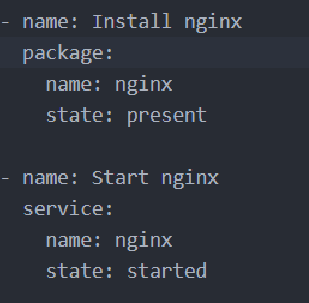 - name: Install nginx
  package:
    name: nginx
    state: present

- name: Start nginx
  service:
    name: nginx
    state: started